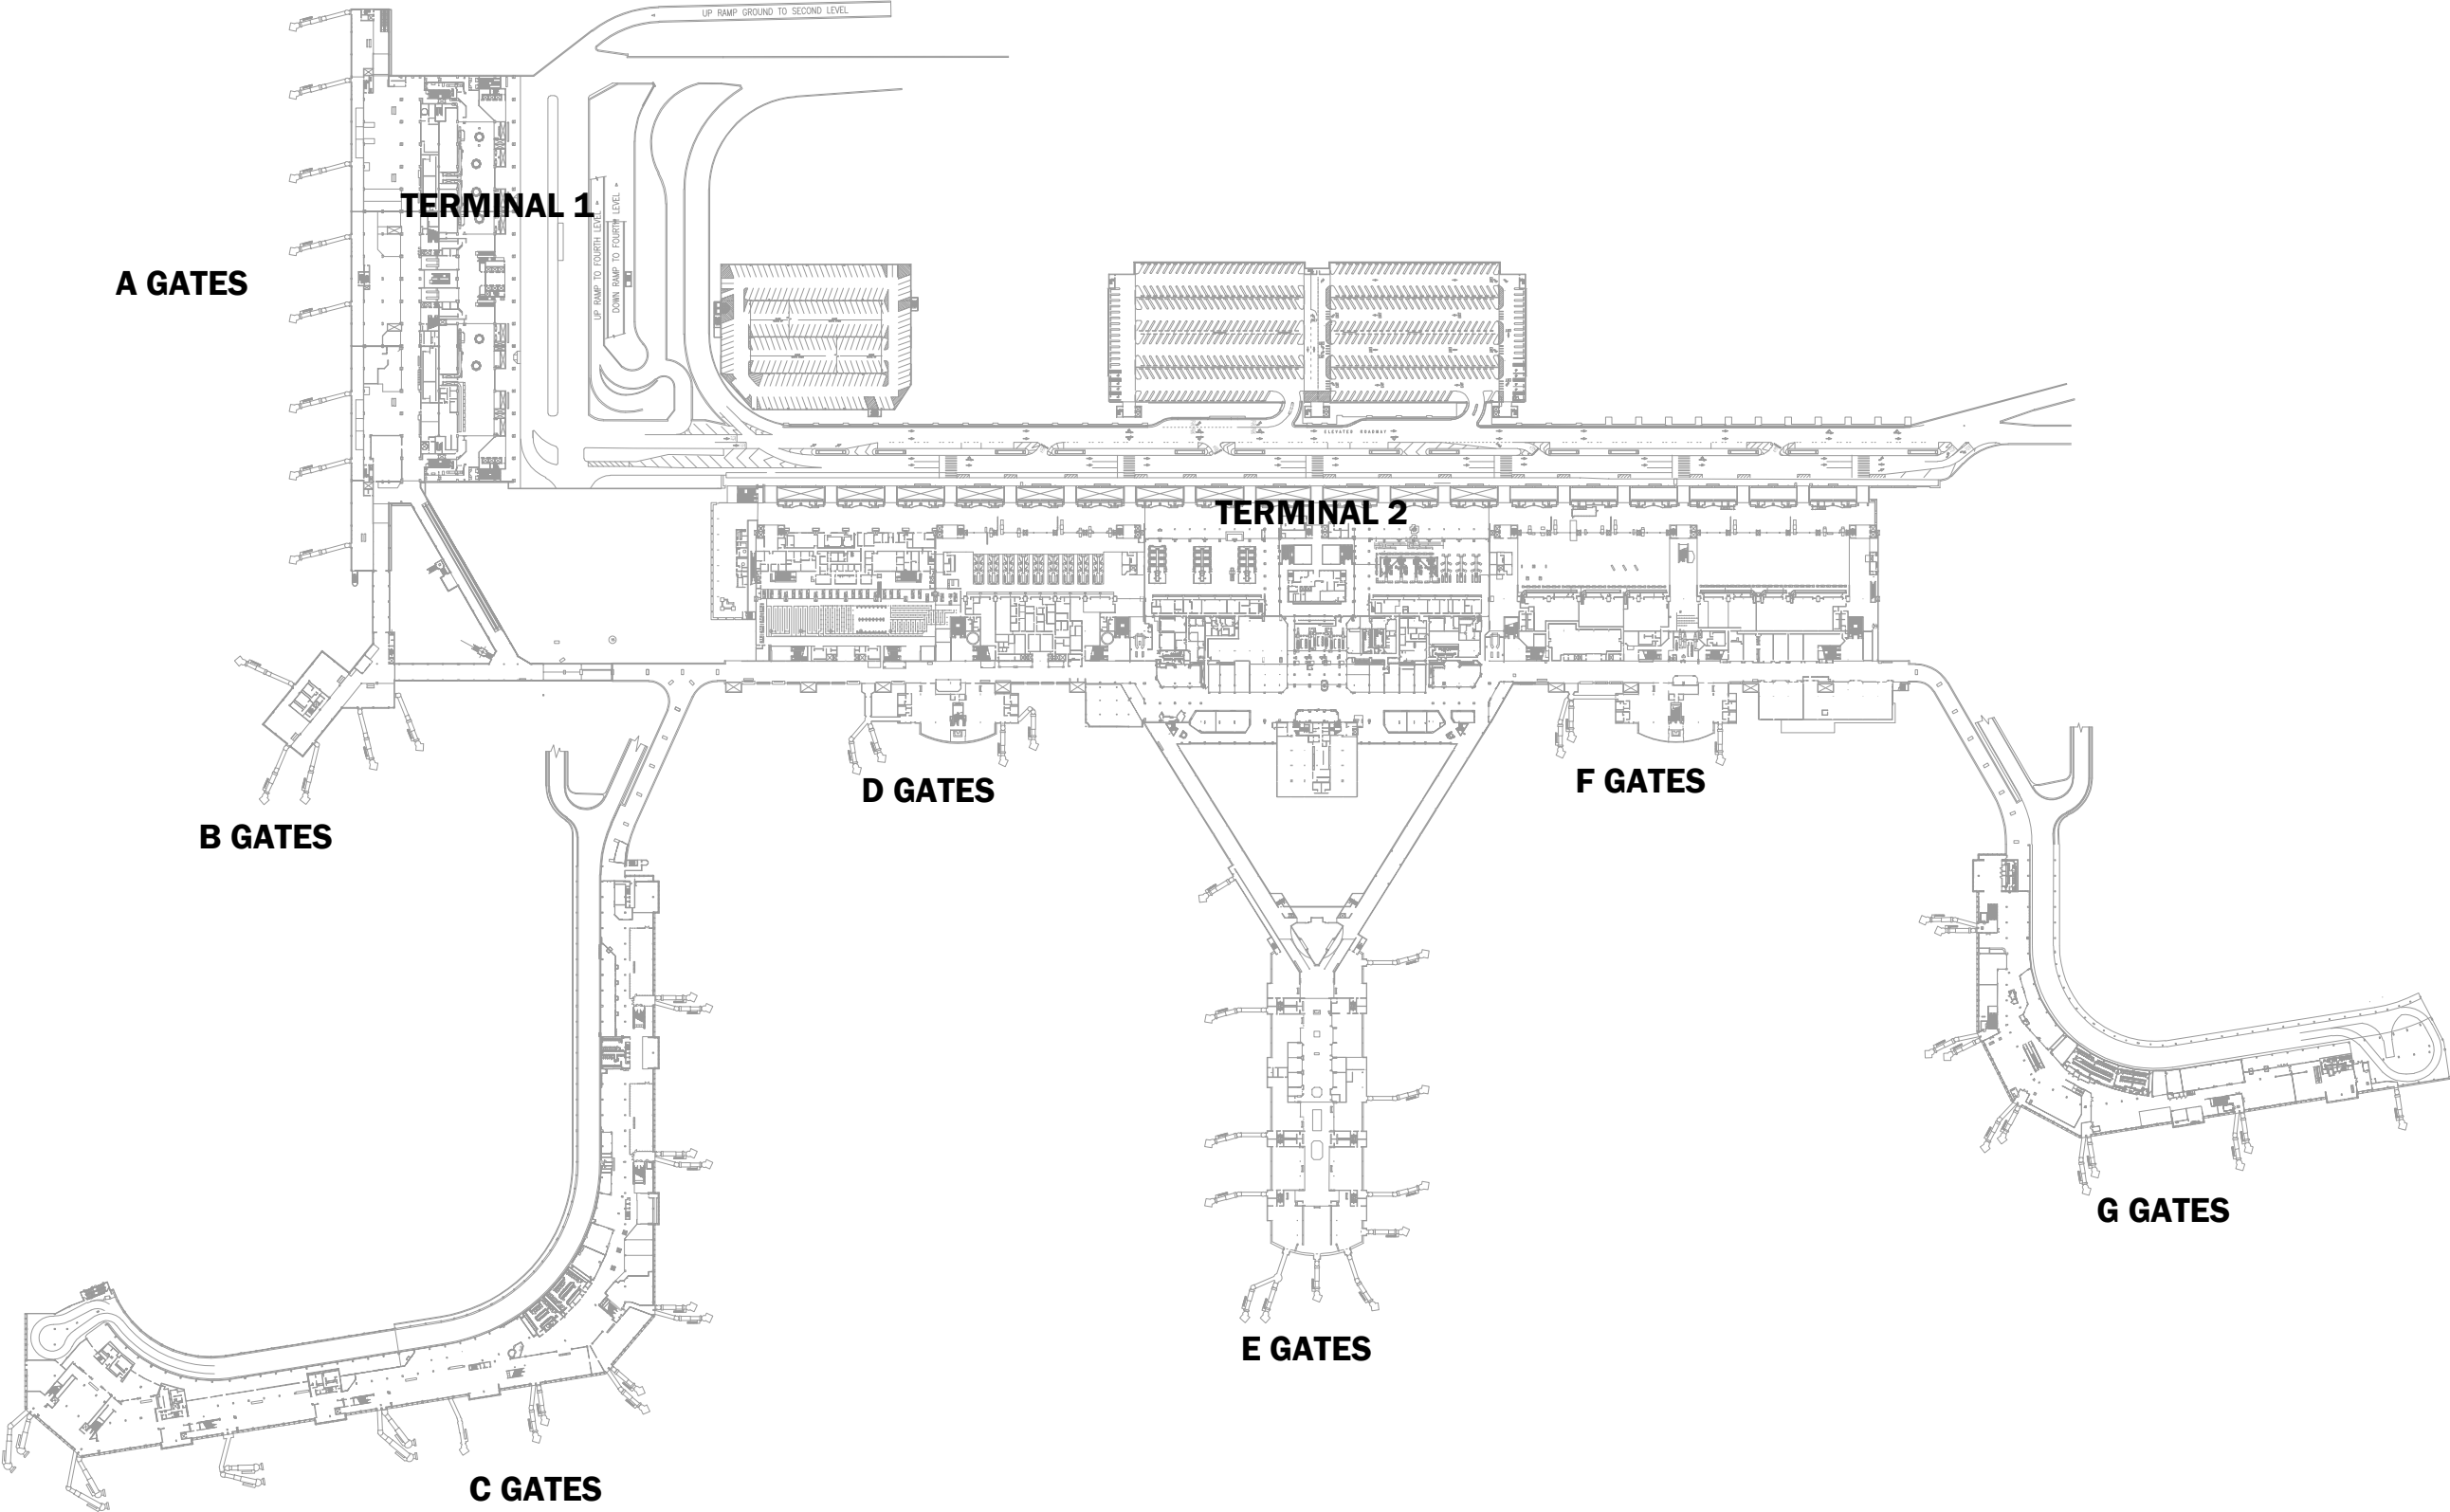 UP RAMP GROUND TO SECOND LEVEL
TERMINAL 1
UP RAMP TO FOURTH LEVEL
DOWN RAMP TO FOURTH LEVEL
A GATES
ELEVATED ROADWAY
TERMINAL 2
D GATES
F GATES
B GATES
G GATES
E GATES
C GATES